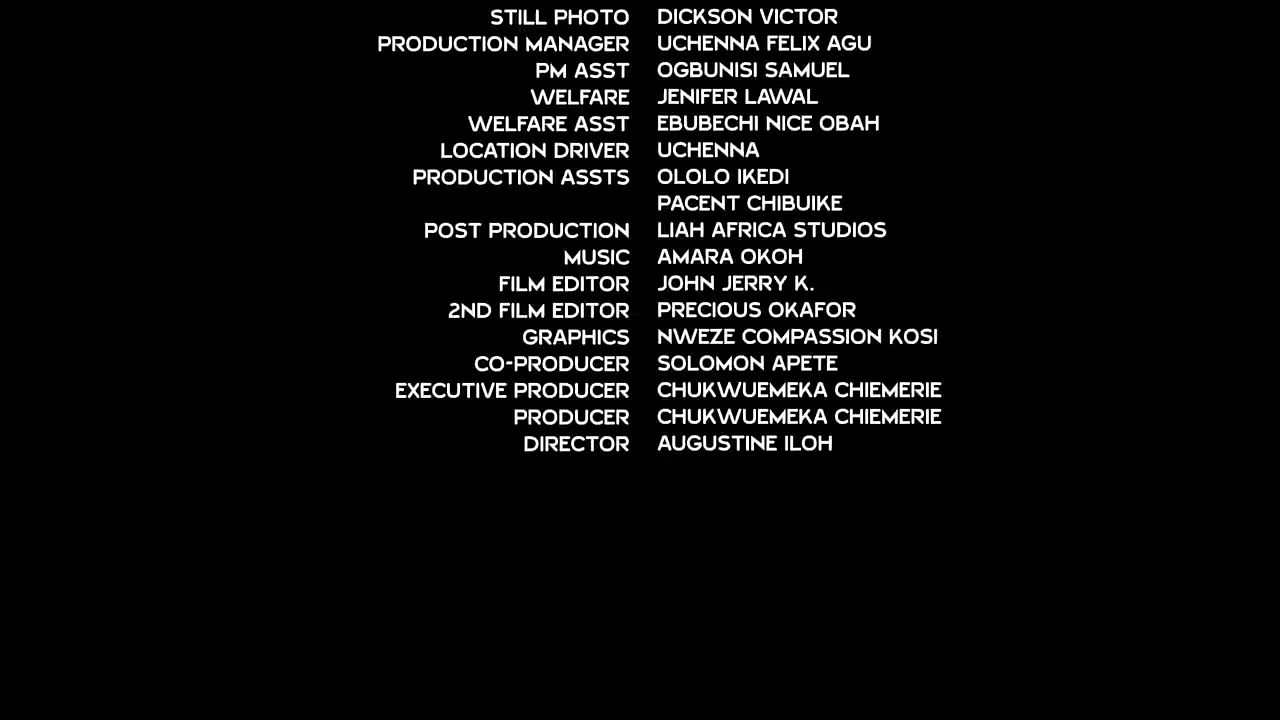 STILL PHOTO DICKSON VICTOR
PRODUCTION MANAGER UCHENNA FELIX AGU
PM ASST OGBUNISI SAMUEL
WELFARE JENIFER LAWAL
WELFARE ASST EBUBECHI NICE OBAH
LOCATION DRIVER UCHENNA
PRODUCTION ASSTS OLOLO IKEDI
PACENT CHIBUIKE
POST PRODUCTION LIAH AFRICA STUDIOS
MUSIC AMARA OKOH
FILM EDITOR JOHN JERRY K.
2ND FILM EDITOR PRECIOUS OKAFOR
GRAPHICS NWEZE COMPASSION KOSI
CO-PRODUCER SOLOMON APETE
EXECUTIVE PRODUCER CHUKWUEMEKA CHIEMERIE
PRODUCER CHUKWUEMEKA CHIEMERIE
DIRECTOR AUGUSTINE ILOH